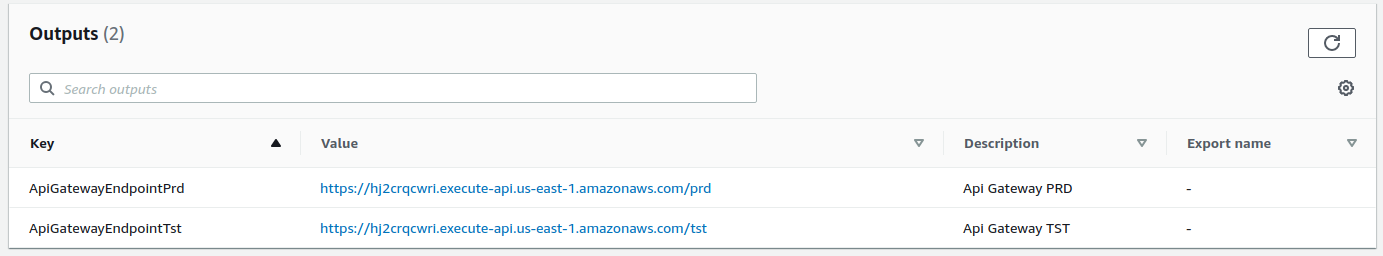 Outputs (2)
Search outputs
Key Value Description Export name
ApiGatewayEndpointPrd https://hj2crqcwri.execute-api.us-east-1.amazonaws.com/prd Api Gateway PRD -
ApiGatewayEndpointTst https://hj2crqcwri.execute-api.us-east-1.amazonaws.com/tst Api Gateway TST -